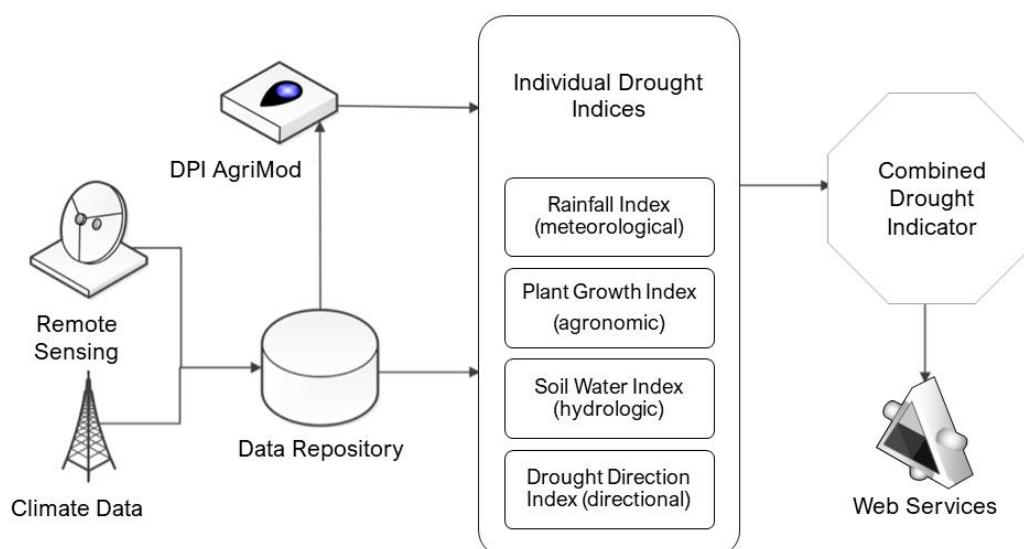 DPI AgriMod
Remote
Sensing
Climate Data
Data Repository
Individual Drought
Indices
Rainfall Index
(meteorological)
Plant Growth Index
(agronomic)
Soil Water Index
(hydrologic)
Drought Direction
Index (directional)
Combined
Drought
Indicator
Web Services